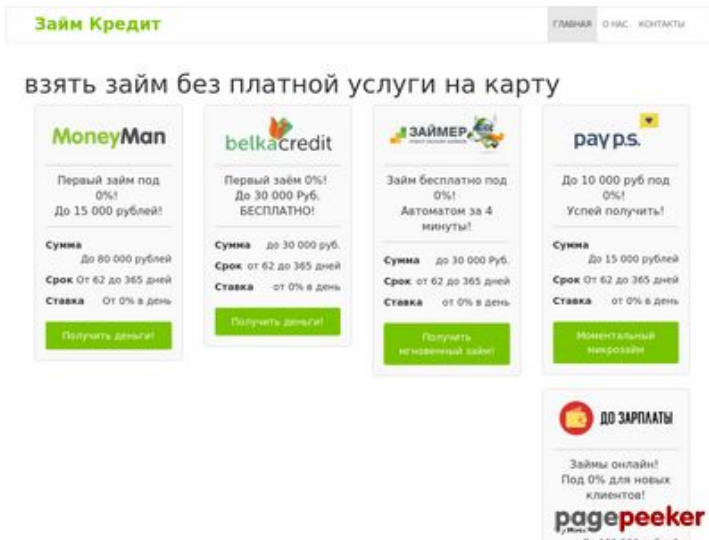 Займ Кредит
ГЛАВНАЯ О НАС КОНТАКТЫ
взять займ без платной услуги на карту
MoneyMan
Первый займ под
0%!
До 15 000 рублей!
Сумма
До 80 000 рублей
Срок От 62 до 365 дней
Ставка От 0% в день
Получить деньги!
belkacredit
Первый заём 0%!
До 30 000 Руб.
БЕСПЛАТНО!
Сумма до 30 000 руб.
Срок от 62 до 365 дней
Ставка от 0% в день
Получить деньги!
ЗАЙМЕР
Займ бесплатно под
0%!
Автоматом за 4
минуты!
Сумма до 30 000 Руб.
Срок от 62 до 365 дней
Ставка от 0% в день
Получить
мгновенный займ!
pay p.s.
До 10 000 руб под
0%!
Успей получить!
Сумма
До 15 000 рублей
Срок От 62 до 365 дней
Ставка От 0% в день
Моментальный
микрозайм
ДО ЗАРПЛАТЫ
Займы онлайн!
Под 0% для новых
клиентов!
pagepeeker